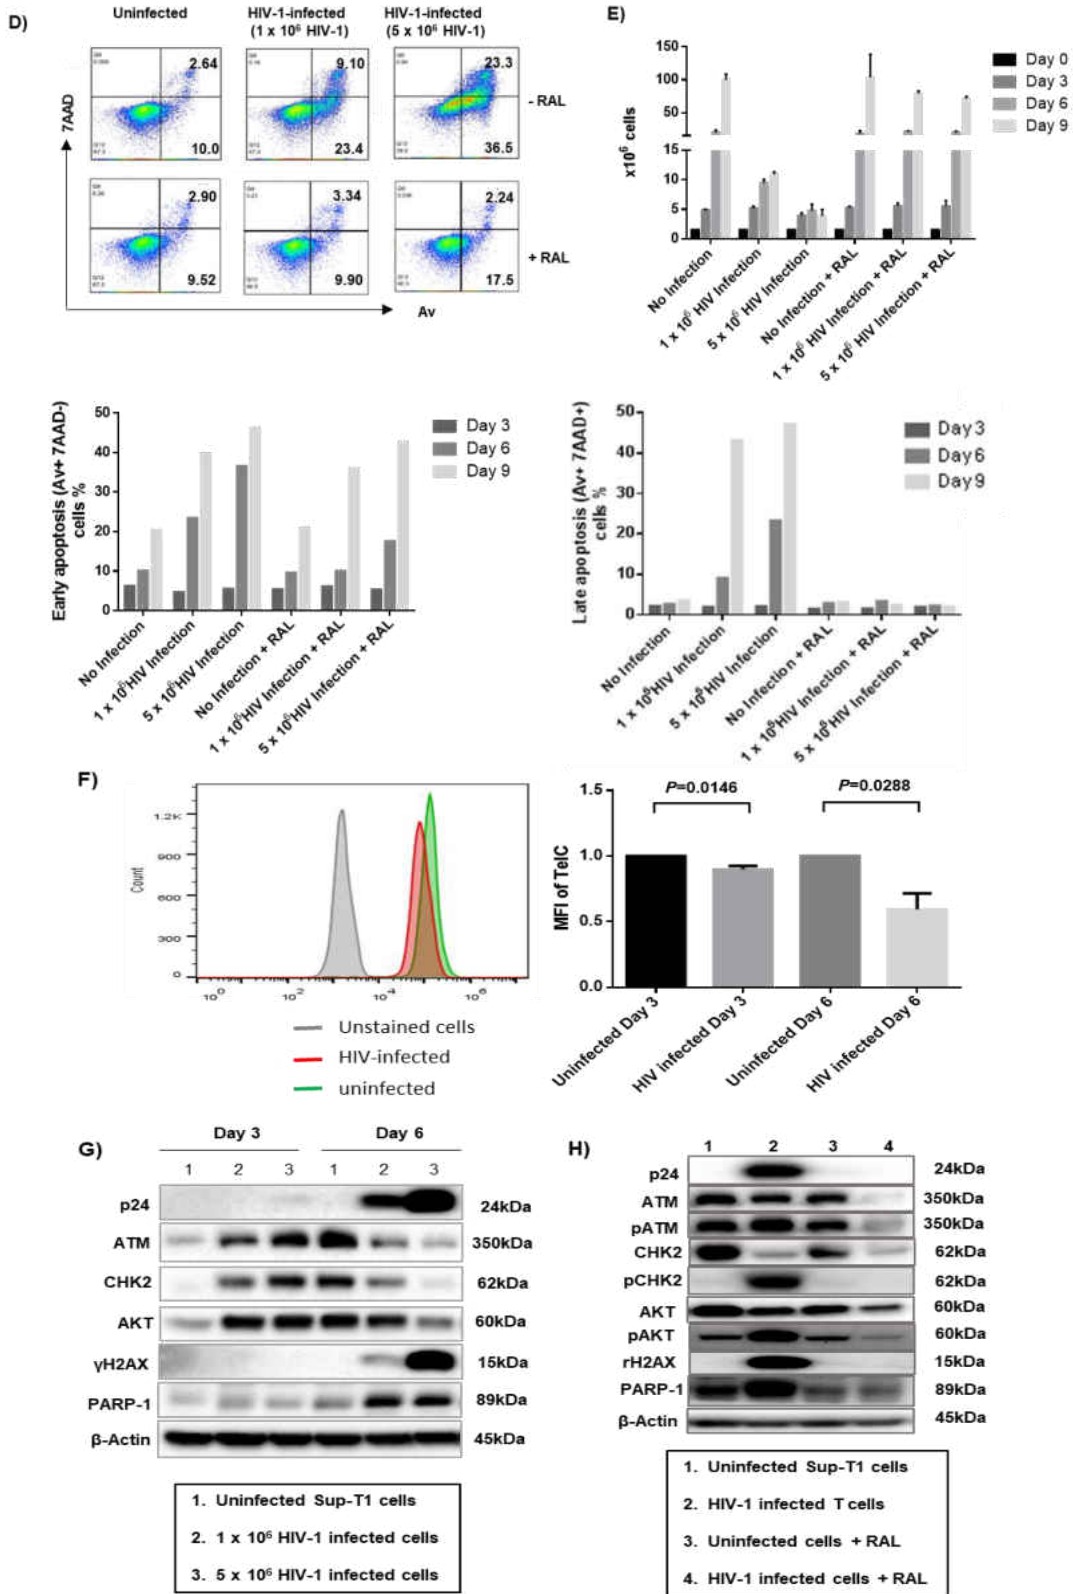 D)
Uninfected
HIV-1-infected
(1 x 10⁶ HIV-1)
HIV-1-infected
(5 x 10⁶ HIV-1)
2.64
10.0
9.10
23.4
23.3
36.5
- RAL
2.90
9.52
3.34
9.90
2.24
17.5
+ RAL
7AAD
Av
E)
x10⁶ cells
150
100
50
15
10
5
0
Day 0
Day 3
Day 6
Day 9
No Infection
1 x 10⁶ HIV Infection
5 x 10⁶ HIV Infection
No Infection + RAL
1 x 10⁶ HIV Infection + RAL
5 x 10⁶ HIV Infection + RAL
Early apoptosis (Av+ 7AAD-)
cells %
50
40
30
20
10
0
Day 3
Day 6
Day 9
No Infection
1 x 10⁶HIV Infection
5 x 10⁶HIV Infection
No Infection + RAL
1 x 10⁶HIV Infection + RAL
5 x 10⁶HIV Infection + RAL
Late apoptosis (Av+ 7AAD+)
cells %
50
40
30
20
10
0
Day 3
Day 6
Day 9
No Infection
1 x 10⁶HIV Infection
5 x 10⁶HIV Infection
No Infection + RAL
1 x 10⁶HIV Infection + RAL
5 x 10⁶HIV Infection + RAL
F)
Count
1.2K
900
600
300
0
10⁰
10²
10⁴
10⁶
Unstained cells
HIV-infected
uninfected
MFI of TelC
1.5
1.0
0.5
0.0
P=0.0146
P=0.0288
Uninfected Day 3
HIV infected Day 3
Uninfected Day 6
HIV infected Day 6
G)
Day 3
Day 6
1 2 3 1 2 3
p24 24kDa
ATM 350kDa
CHK2 62kDa
AKT 60kDa
γH2AX 15kDa
PARP-1 89kDa
β-Actin 45kDa
1. Uninfected Sup-T1 cells
2. 1 x 10⁶ HIV-1 infected cells
3. 5 x 10⁶ HIV-1 infected cells
H)
1 2 3 4
p24 24kDa
ATM 350kDa
pATM 350kDa
CHK2 62kDa
pCHK2 62kDa
AKT 60kDa
pAKT 60kDa
rH2AX 15kDa
PARP-1 89kDa
β-Actin 45kDa
1. Uninfected Sup-T1 cells
2. HIV-1 infected T cells
3. Uninfected cells + RAL
4. HIV-1 infected cells + RAL